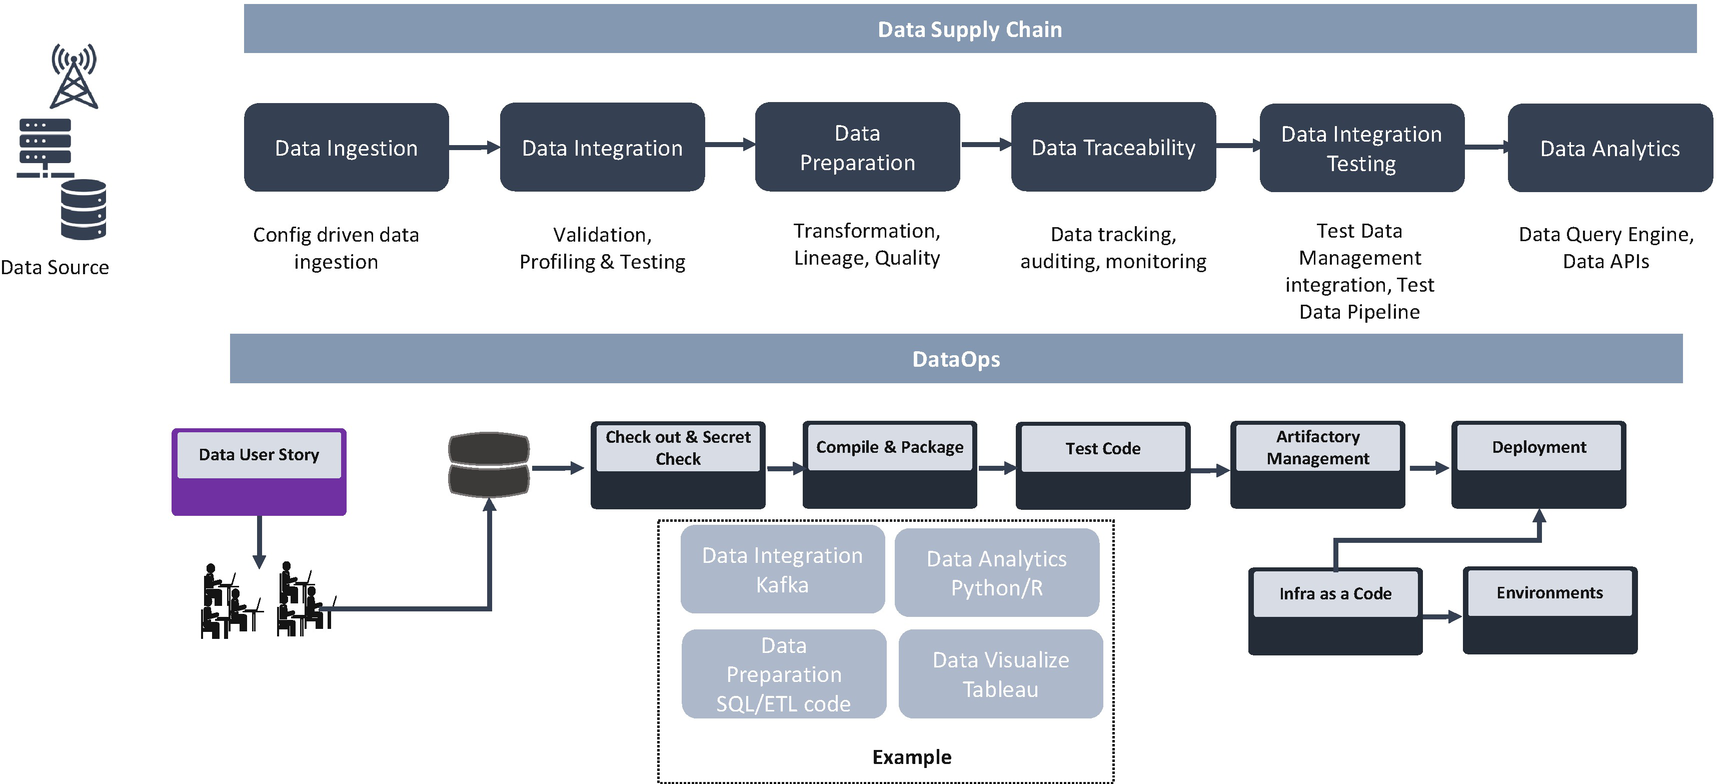 Data Supply Chain
Data Ingestion
Data Integration
Data
Preparation
Data Traceability
Data Integration
Testing
Data Analytics
Data Source
Config driven data
ingestion
Validation,
Profiling & Testing
Transformation,
Lineage, Quality
Data tracking,
auditing, monitoring
Test Data
Management
integration, Test
Data Pipeline
Data Query Engine,
Data APIs
DataOps
Data User Story
Check out & Secret
Check
Compile & Package
Test Code
Artifactory
Management
Deployment
Data Integration
Kafka
Data Analytics
Python/R
Data
Preparation
SQL/ETL code
Data Visualize
Tableau
Example
Infra as a Code
Environments